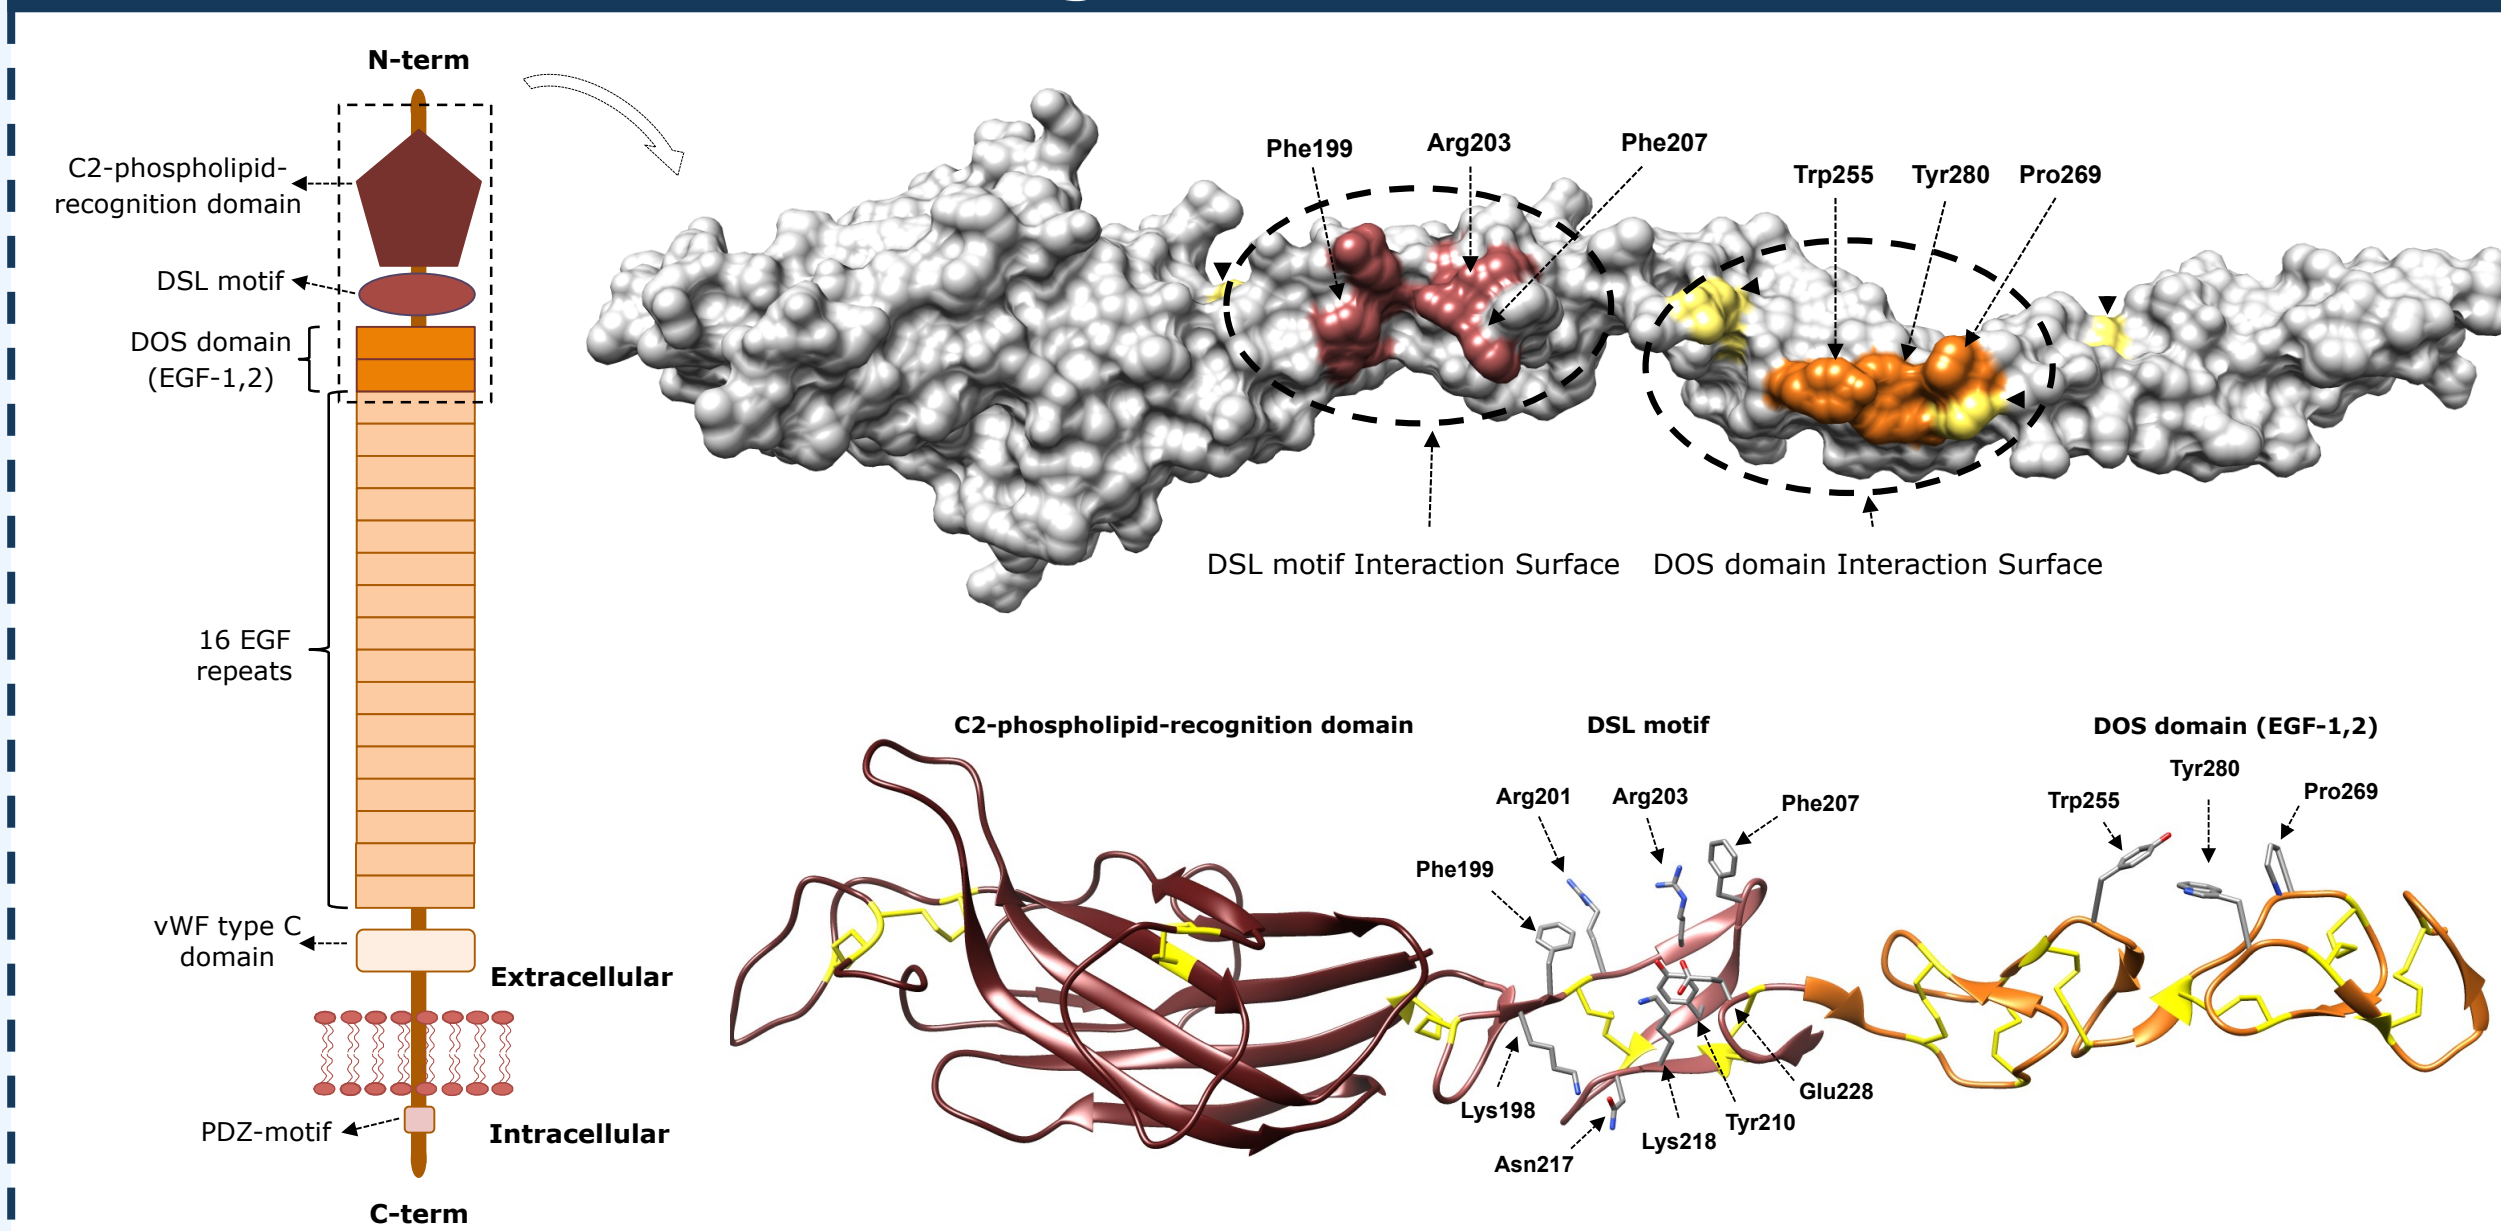 N-term
C2-phospholipid-
recognition domain
DSL motif
DOS domain
(EGF-1,2)
16 EGF
repeats
vWF type C
domain
Extracellular
PDZ-motif
Intracellular
C-term
Phe199
Arg203
Phe207
Trp255
Tyr280
Pro269
DSL motif Interaction Surface
DOS domain Interaction Surface
C2-phospholipid-recognition domain
DSL motif
DOS domain (EGF-1,2)
Arg201
Arg203
Phe207
Phe199
Trp255
Tyr280
Pro269
Lys198
Asn217
Lys218
Tyr210
Glu228